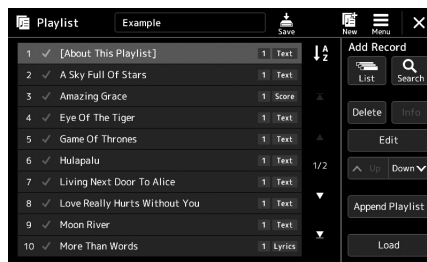 Playlist
Example
Save
New
Menu
1 [About This Playlist] 1 Text
2 A Sky Full Of Stars 1 Text
3 Amazing Grace 1 Score
4 Eye Of The Tiger 1 Text
5 Game Of Thrones 1 Text
6 Hulapalu 1 Text
7 Living Next Door To Alice 1 Text
8 Love Really Hurts Without You 1 Text
9 Moon River 1 Text
10 More Than Words 1 Lyrics
A
Z
1/2
Add Record
List
Search
Delete
Info
Edit
Up
Down
Append Playlist
Load